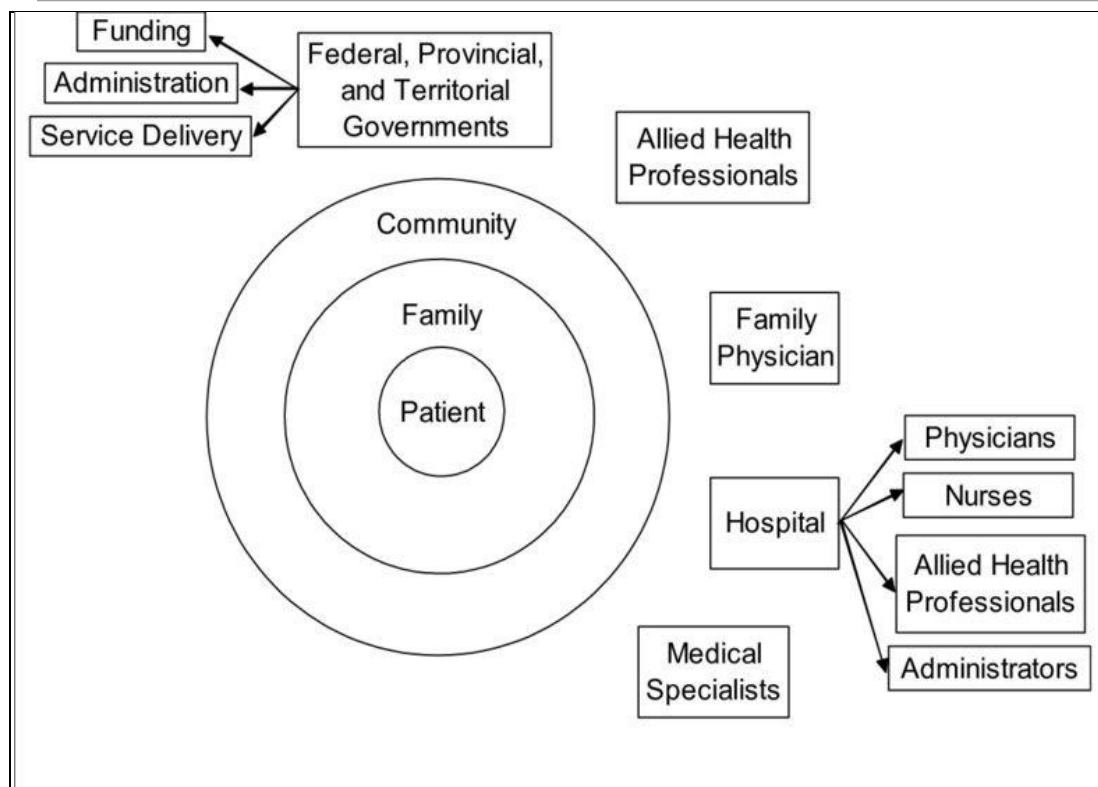 Funding
Administration
Service Delivery
Federal, Provincial,
and Territorial
Governments
Allied Health
Professionals
Community
Family
Patient
Family
Physician
Hospital
Physicians
Nurses
Allied Health
Professionals
Administrators
Medical
Specialists